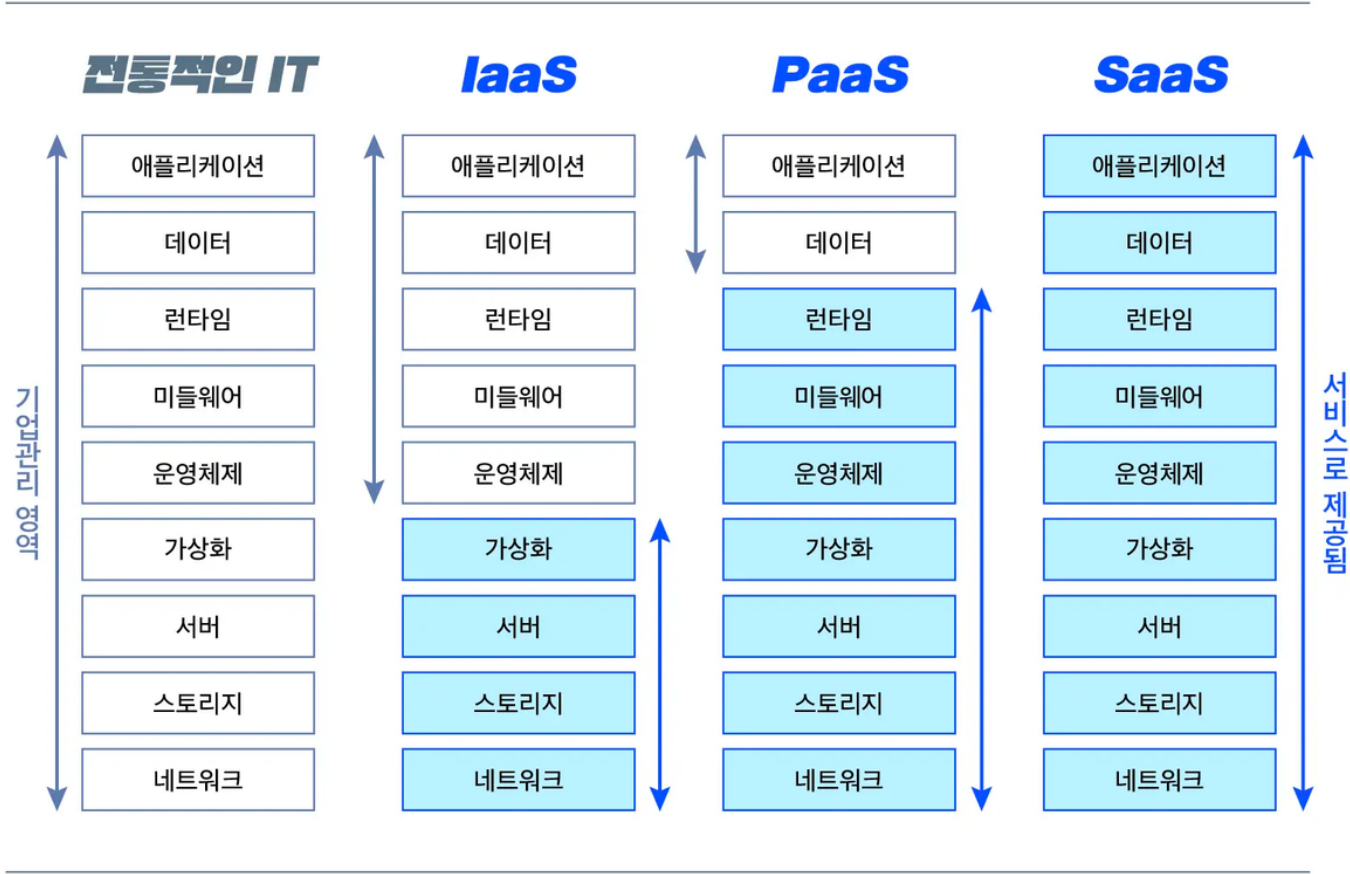 전통적인 IT
IaaS
PaaS
SaaS
기업관리 영역
애플리케이션
데이터
런타임
미들웨어
운영체제
가상화
서버
스토리지
네트워크
애플리케이션
데이터
런타임
미들웨어
운영체제
가상화
서버
스토리지
네트워크
애플리케이션
데이터
런타임
미들웨어
운영체제
가상화
서버
스토리지
네트워크
애플리케이션
데이터
런타임
미들웨어
운영체제
가상화
서버
스토리지
네트워크
서비스로 제공됨